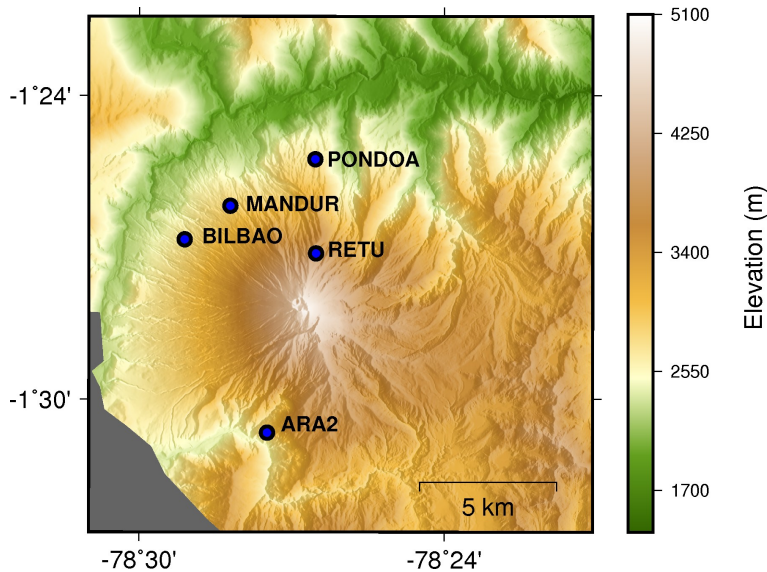 5100
-1°24'
4250
PONDOA
MANDUR
BILBAO
RETU
3400
Elevation (m)
2550
-1°30'
ARA2
1700
5 km
-78°30'
-78°24'